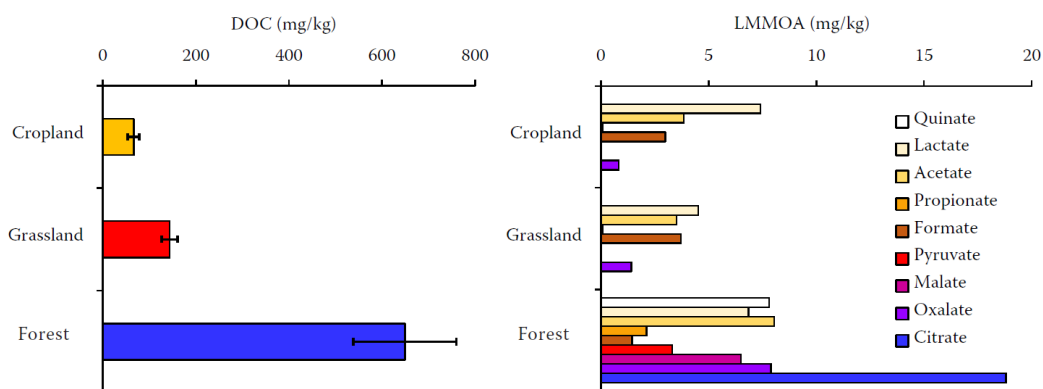 DOC (mg/kg)
0 200 400 600 800
Cropland
Grassland
Forest
LMMOA (mg/kg)
0 5 10 15 20
Cropland
Grassland
Forest
Quinate
Lactate
Acetate
Propionate
Formate
Pyruvate
Malate
Oxalate
Citrate